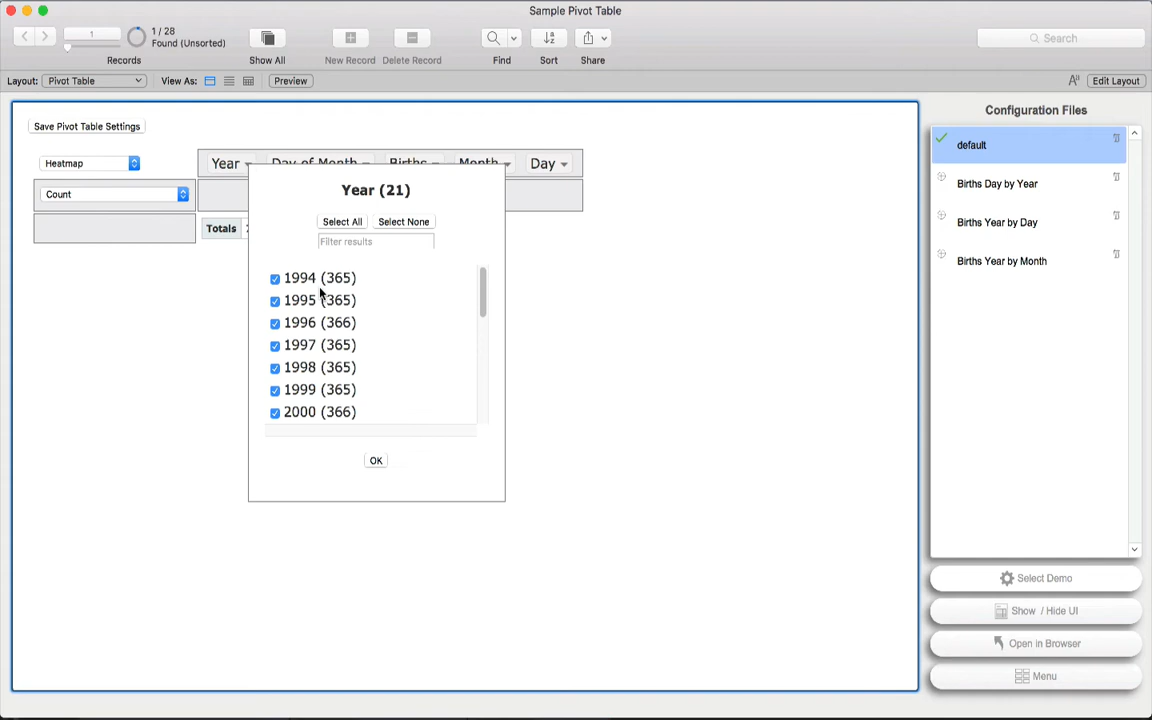 Sample Pivot Table
1
1 / 28
Found (Unsorted)
Records
Show All
New Record
Delete Record
Find
Sort
Share
Search
Layout: Pivot Table
View As:
Preview
Aª
Edit Layout
Save Pivot Table Settings
Heatmap
Year
Day of Month
Births
Month
Day
Count
Totals
Year (21)
Select All
Select None
Filter results
1994 (365)
1995 (365)
1996 (366)
1997 (365)
1998 (365)
1999 (365)
2000 (366)
OK
Configuration Files
default
Births Day by Year
Births Year by Day
Births Year by Month
Select Demo
Show / Hide UI
Open in Browser
Menu